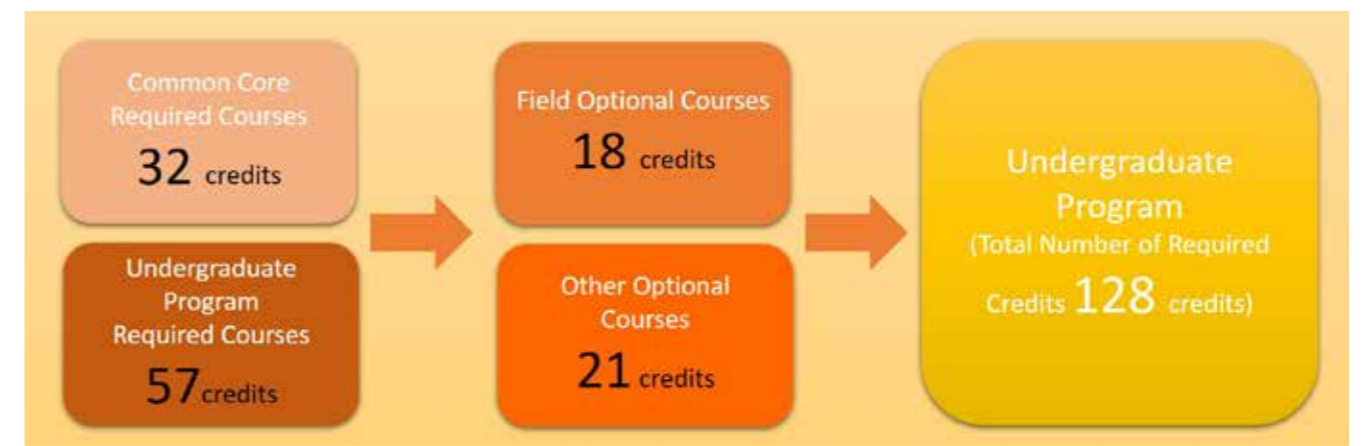 Common Core
Required Courses
32 credits
Undergraduate
Program
Required Courses
57credits
Field Optional Courses
18 credits
Other Optional
Courses
21 credits
Undergraduate
Program
(Total Number of Required
Credits 128 credits)